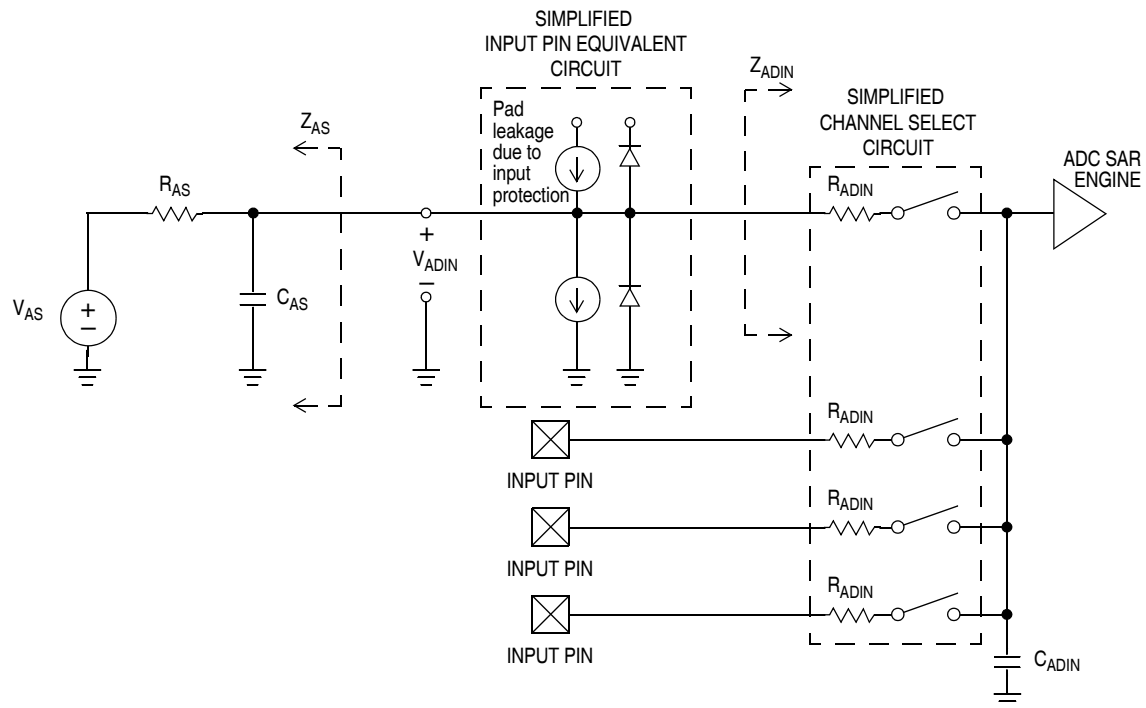 SIMPLIFIED
INPUT PIN EQUIVALENT
CIRCUIT
Z_ADIN
SIMPLIFIED
CHANNEL SELECT
CIRCUIT
Pad
leakage
due to
input
protection
Z_AS
ADC SAR
ENGINE
R_AS
R_ADIN
+
V_ADIN
–
C_AS
V_AS
+
–
R_ADIN
INPUT PIN
R_ADIN
INPUT PIN
R_ADIN
INPUT PIN
C_ADIN